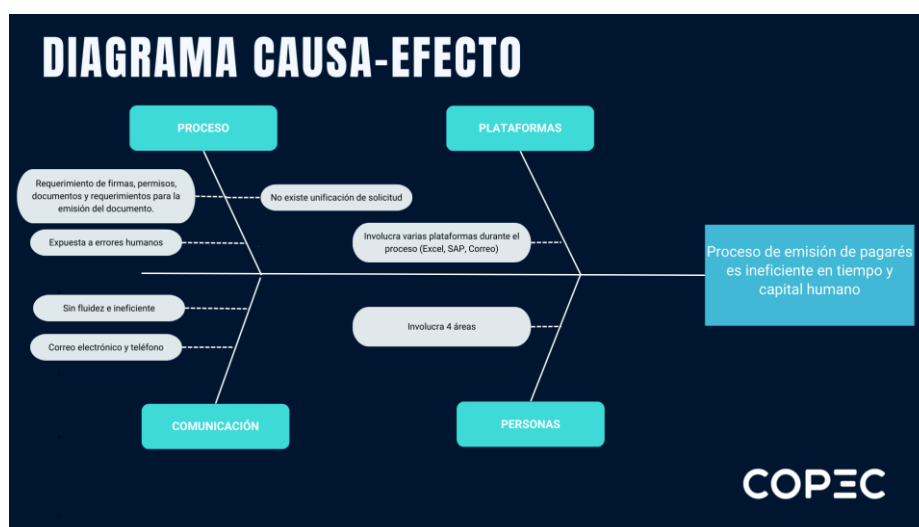 DIAGRAMA CAUSA-EFECTO
PROCESO
PLATAFORMAS
Requerimiento de firmas, permisos,
documentos y requerimientos para la
emisión del documento.
No existe unificación de solicitud
Expuesta a errores humanos
Involucra varias plataformas durante el
proceso (Excel, SAP, Correo)
Proceso de emisión de pagarés
es ineficiente en tiempo y
capital humano
Sin fluidez e ineficiente
Involucra 4 áreas
Correo electrónico y teléfono
COMUNICACIÓN
PERSONAS
COPEC